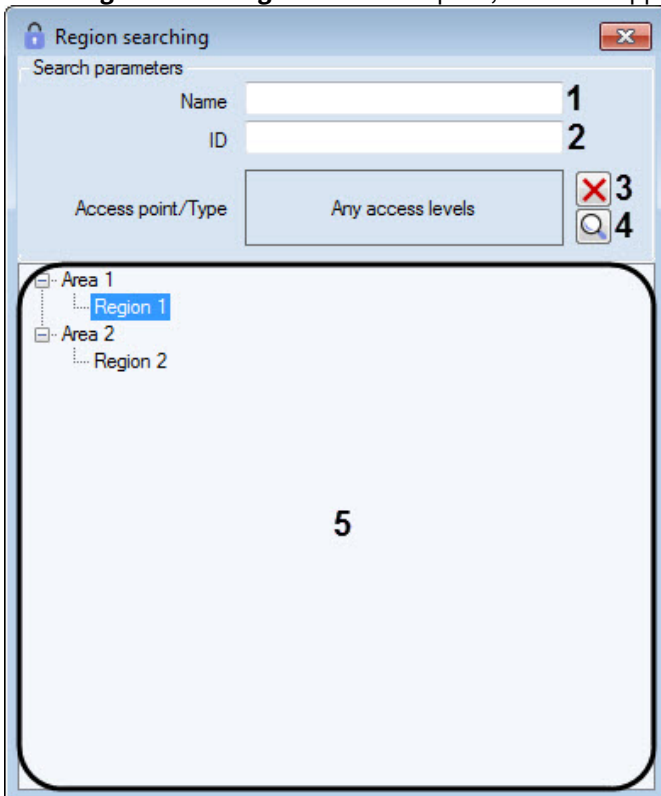 Region searching
Search parameters
Name 1
ID 2
Access point/Type Any access levels 3
4
Area 1
Region 1
Area 2
Region 2
5